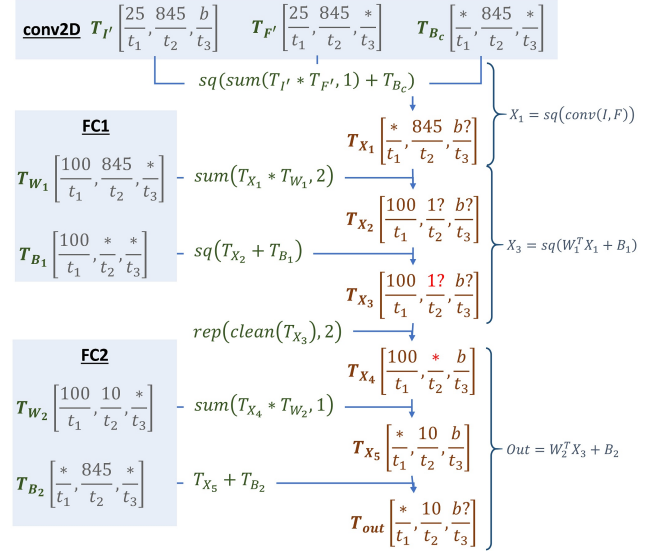 conv2D T_I' [25/t_1, 845/t_2, b/t_3] T_F' [25/t_1, 845/t_2, */t_3] T_{B_c} [*/t_1, 845/t_2, */t_3]
sq(sum(T_I' * T_F', 1) + T_{B_c})
X_1 = sq(conv(I, F))
T_{X_1} [*/t_1, 845/t_2, b?/t_3]
FC1
T_{W_1} [100/t_1, 845/t_2, */t_3]
sum(T_{X_1} * T_{W_1}, 2)
T_{X_2} [100/t_1, 1?/t_2, b?/t_3]
X_3 = sq(W_1^T X_1 + B_1)
T_{B_1} [100/t_1, */t_2, */t_3]
sq(T_{X_2} + T_{B_1})
T_{X_3} [100/t_1, 1?/t_2, b?/t_3]
rep(clean(T_{X_3}), 2)
FC2
T_{X_4} [100/t_1, */t_2, b/t_3]
T_{W_2} [100/t_1, 10/t_2, */t_3]
sum(T_{X_4} * T_{W_2}, 1)
T_{X_5} [*/t_1, 10/t_2, b/t_3]
Out = W_2^T X_3 + B_2
T_{B_2} [*/t_1, 845/t_2, */t_3]
T_{X_5} + T_{B_2}
T_{out} [*/t_1, 10/t_2, b?/t_3]